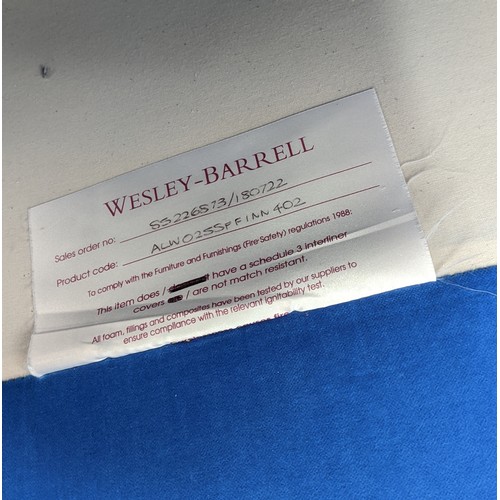 WESLEY-BARRELL
Sales order no: SS226573/180722
Product code: ALWO2SSFFINN402
To comply with the Furniture and Furnishings (Fire Safety) regulations 1988:
This item does / have a schedule 3 interliner
covers / are not match resistant.
All foam, fillings and composites have been tested by our suppliers to
ensure compliance with the relevant ignitability test.